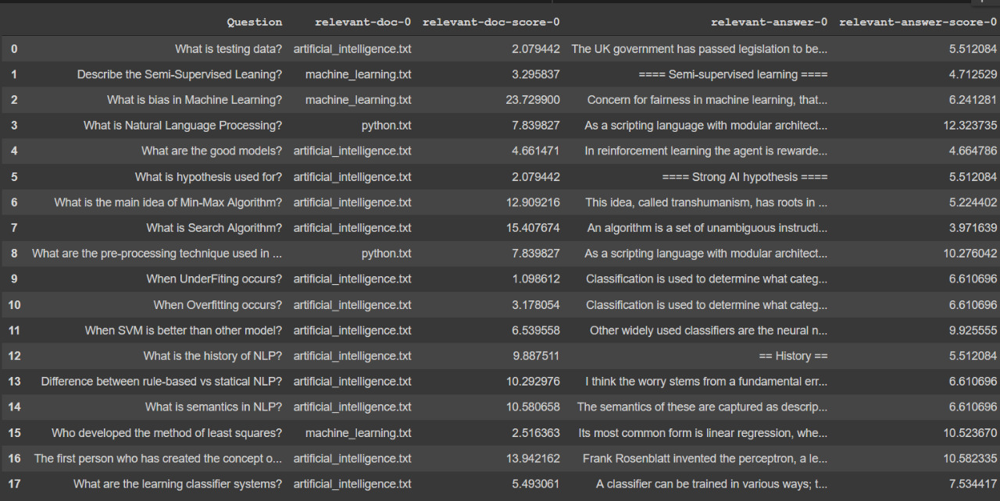 Question relevant-doc-0 relevant-doc-score-0 relevant-answer-0 relevant-answer-score-0
0 What is testing data? artificial_intelligence.txt 2.079442 The UK government has passed legislation to be... 5.512084
1 Describe the Semi-Supervised Leaning? machine_learning.txt 3.295837 ==== Semi-supervised learning ==== 4.712529
2 What is bias in Machine Learning? machine_learning.txt 23.729900 Concern for fairness in machine learning, that... 6.241281
3 What is Natural Language Processing? python.txt 7.839827 As a scripting language with modular architect... 12.323735
4 What are the good models? artificial_intelligence.txt 4.661471 In reinforcement learning the agent is rewarde... 4.664786
5 What is hypothesis used for? artificial_intelligence.txt 2.079442 ==== Strong AI hypothesis ==== 5.512084
6 What is the main idea of Min-Max Algorithm? artificial_intelligence.txt 12.909216 This idea, called transhumanism, has roots in ... 5.224402
7 What is Search Algorithm? artificial_intelligence.txt 15.407674 An algorithm is a set of unambiguous instructi... 3.971639
8 What are the pre-processing technique used in ... python.txt 7.839827 As a scripting language with modular architect... 10.276042
9 When UnderFiting occurs? artificial_intelligence.txt 1.098612 Classification is used to determine what categ... 6.610696
10 When Overfitting occurs? artificial_intelligence.txt 3.178054 Classification is used to determine what categ... 6.610696
11 When SVM is better than other model? artificial_intelligence.txt 6.539558 Other widely used classifiers are the neural n... 9.925555
12 What is the history of NLP? artificial_intelligence.txt 9.887511 == History == 5.512084
13 Difference between rule-based vs statical NLP? artificial_intelligence.txt 10.292976 I think the worry stems from a fundamental err... 6.610696
14 What is semantics in NLP? artificial_intelligence.txt 10.580658 The semantics of these are captured as descrip... 6.610696
15 Who developed the method of least squares? machine_learning.txt 2.516363 Its most common form is linear regression, whe... 10.523670
16 The first person who has created the concept o... artificial_intelligence.txt 13.942162 Frank Rosenblatt invented the perceptron, a le... 10.582335
17 What are the learning classifier systems? artificial_intelligence.txt 5.493061 A classifier can be trained in various ways; t... 7.534417